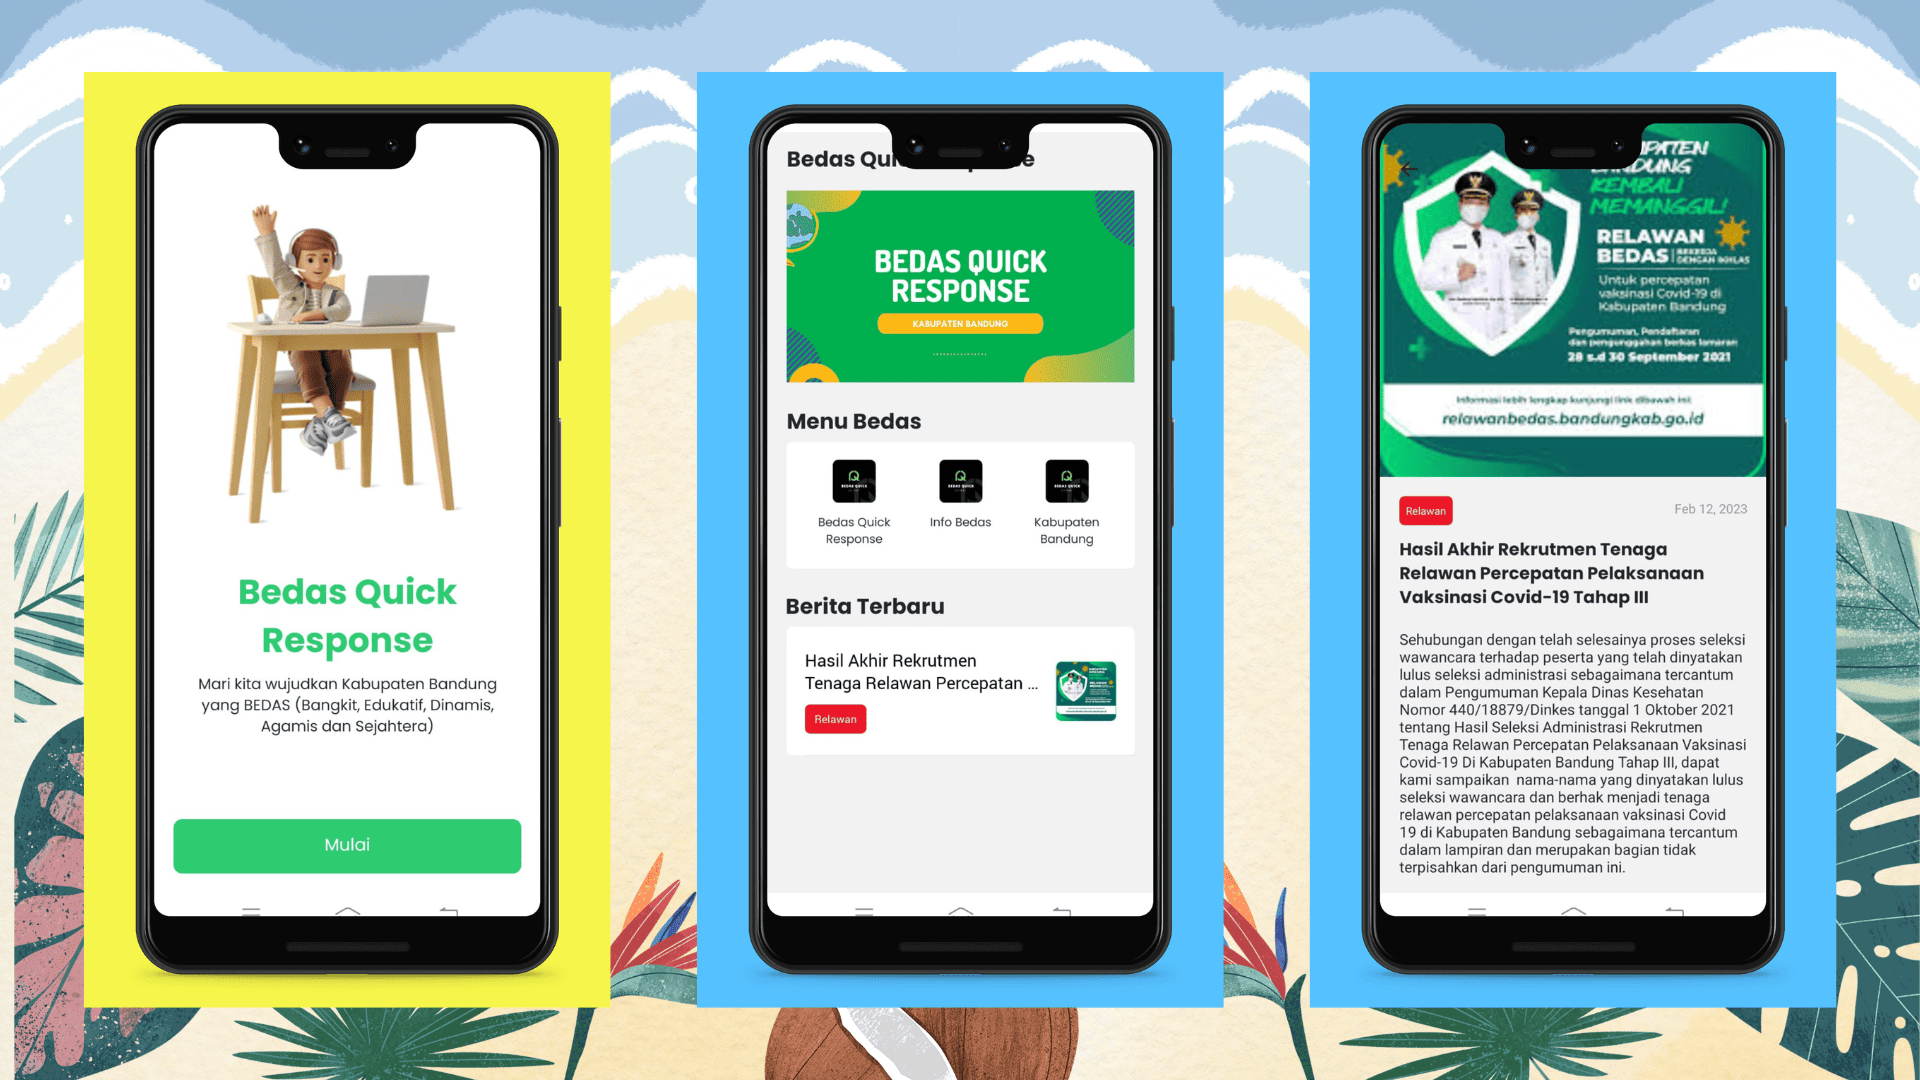 Bedas Quick
Response
Mari kita wujudkan Kabupaten Bandung
yang BEDAS (Bangkit, Edukatif, Dinamis,
Agamis dan Sejahtera)
Mulai
Bedas
BEDAS QUICK
RESPONSE
KABUPATEN BANDUNG
Menu Bedas
BEDAS QUICK
BEDAS QUICK
BEDAS QUICK
Bedas Quick
Response
Info Bedas
Kabupaten
Bandung
Berita Terbaru
Hasil Akhir Rekrutmen
Tenaga Relawan Percepatan ...
Relawan
KEMBALI
MEMANGGIL!
RELAWAN
BEDAS BEKERJA
DENGAN IKHLAS
Untuk percepatan
vaksinasi Covid-19 di
Kabupaten Bandung
Pengumuman, Pendaftaran
dan pengunggahan berkas lamaran
28 s.d 30 September 2021
Informasi lebih lengkap kunjungi link dibawah ini:
relawanbedas.bandungkab.go.id
Relawan
Feb 12, 2023
Hasil Akhir Rekrutmen Tenaga
Relawan Percepatan Pelaksanaan
Vaksinasi Covid-19 Tahap III
Sehubungan dengan telah selesainya proses seleksi
wawancara terhadap peserta yang telah dinyatakan
lulus seleksi administrasi sebagaimana tercantum
dalam Pengumuman Kepala Dinas Kesehatan
Nomor 440/18879/Dinkes tanggal 1 Oktober 2021
tentang Hasil Seleksi Administrasi Rekrutmen
Tenaga Relawan Percepatan Pelaksanaan Vaksinasi
Covid-19 Di Kabupaten Bandung Tahap III, dapat
kami sampaikan  nama-nama yang dinyatakan lulus
seleksi wawancara dan berhak menjadi tenaga
relawan percepatan pelaksanaan vaksinasi Covid
19 di Kabupaten Bandung sebagaimana tercantum
dalam lampiran dan merupakan bagian tidak
terpisahkan dari pengumuman ini.